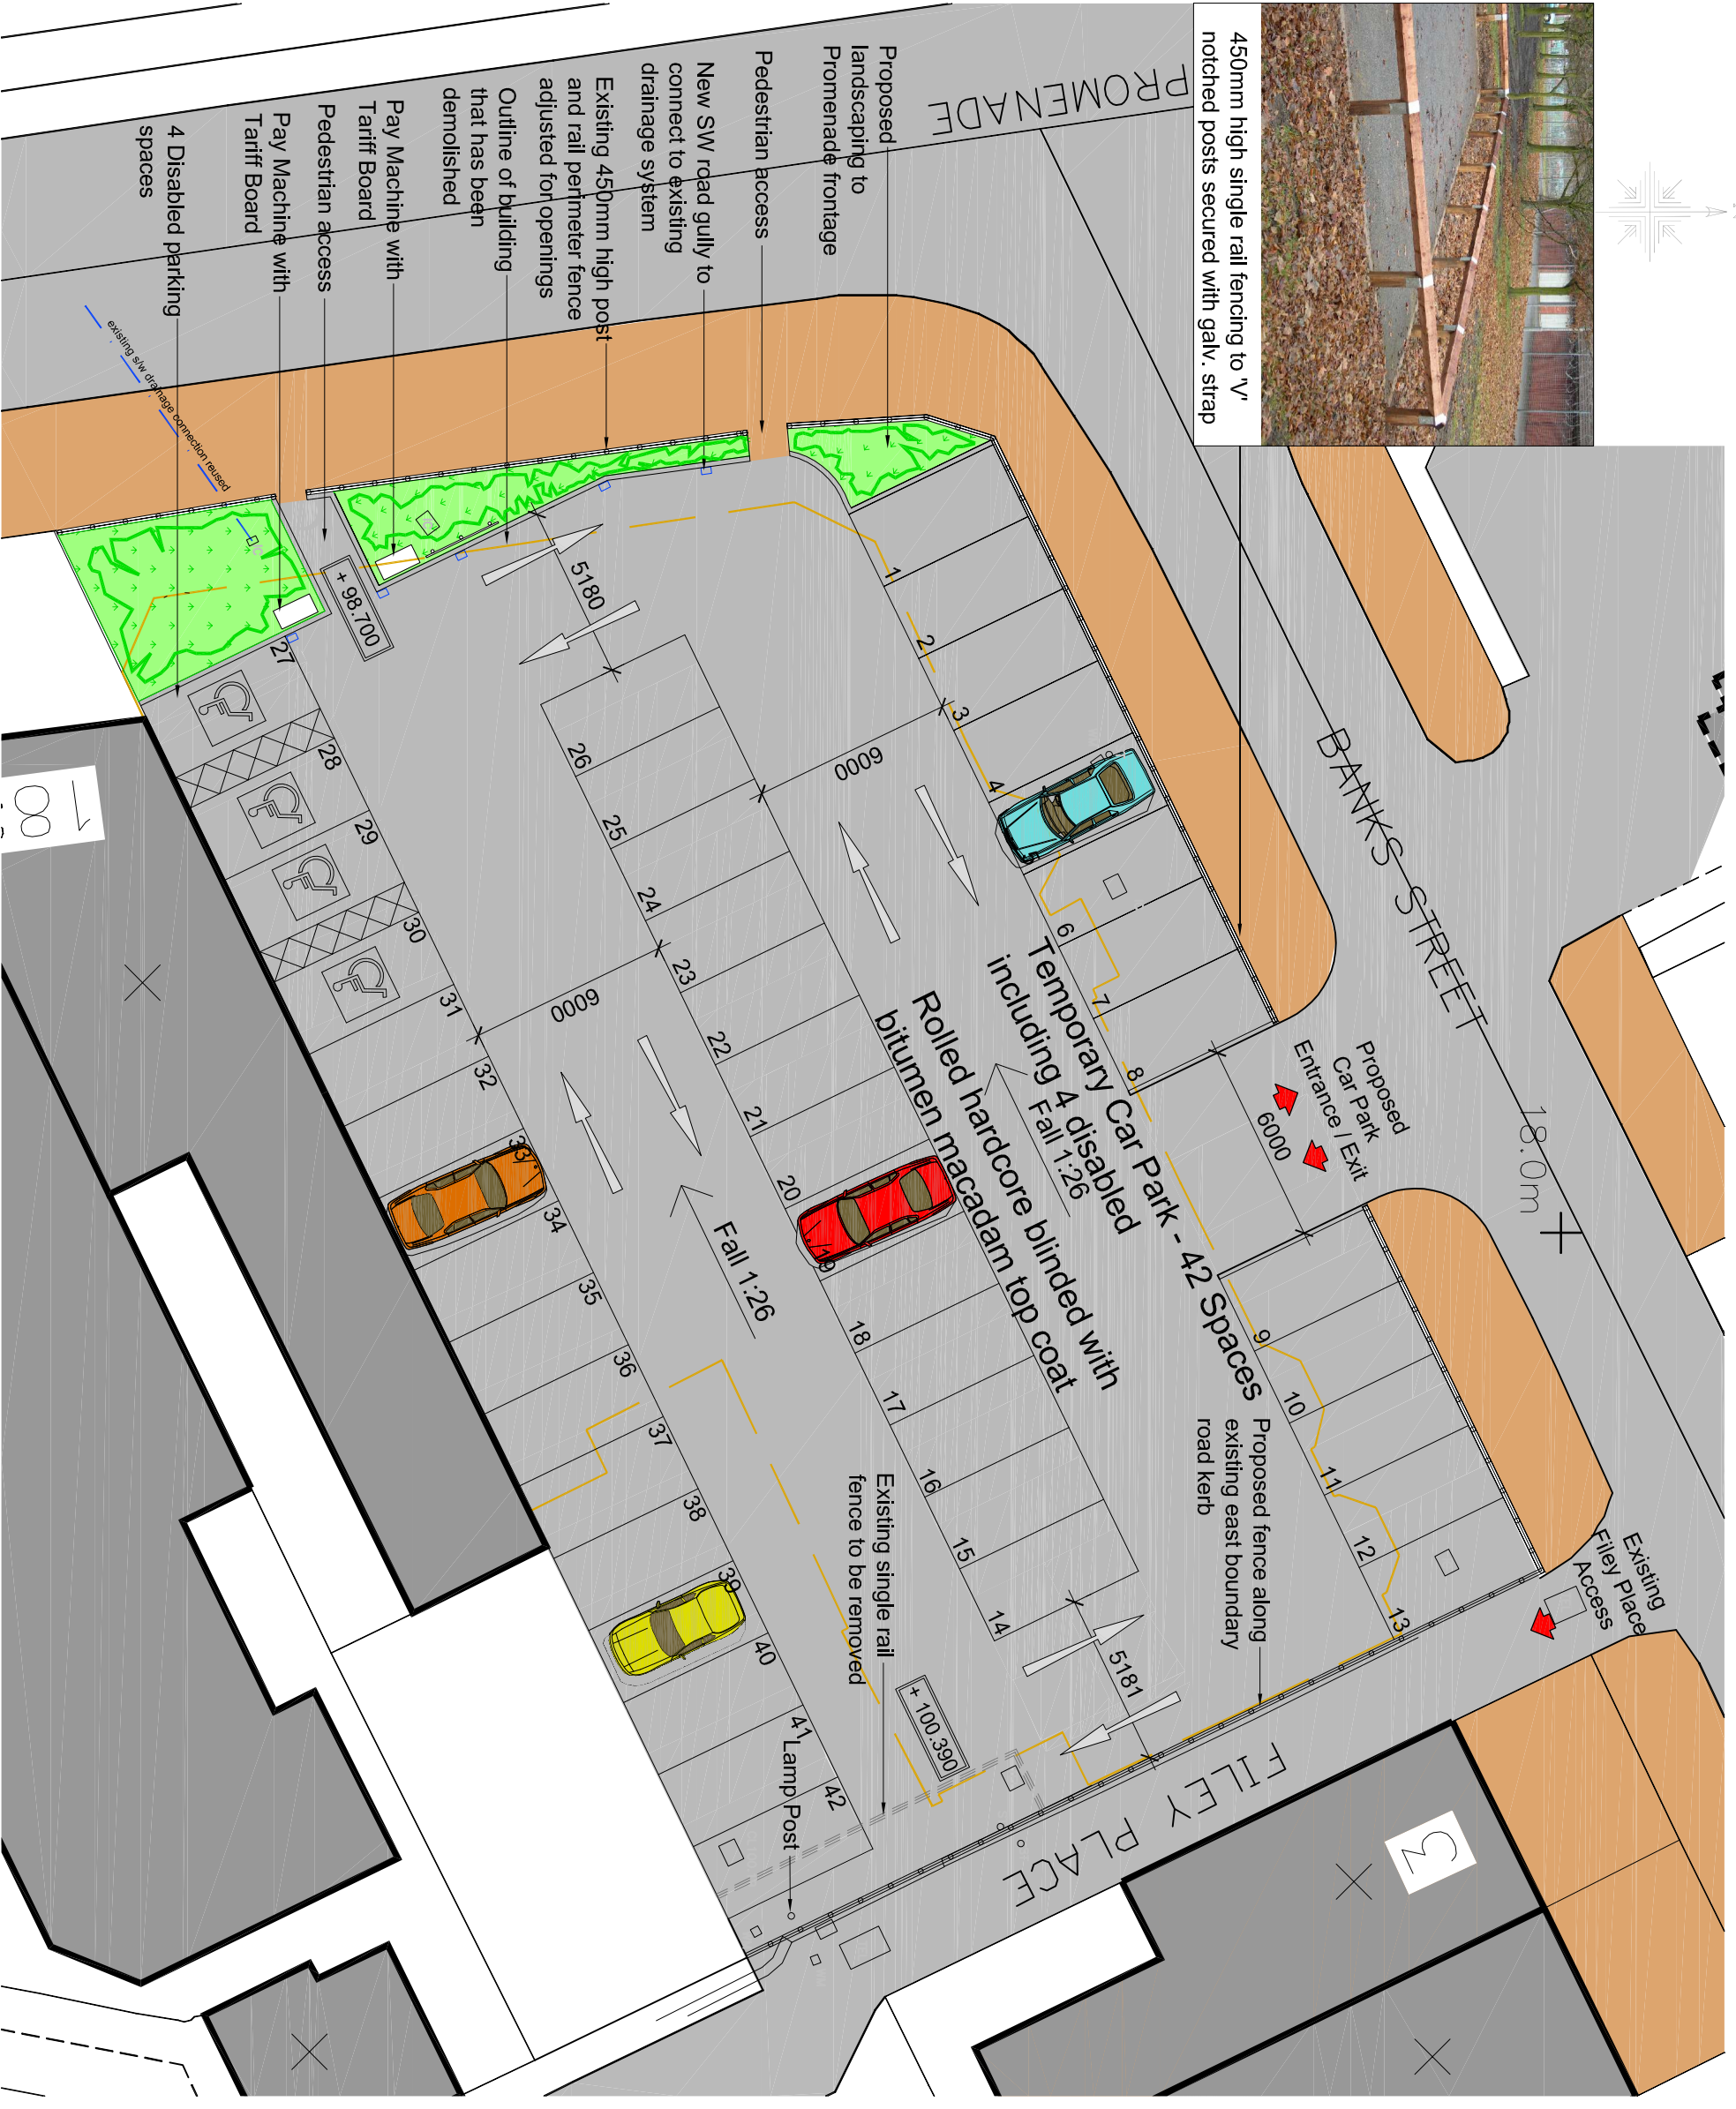 450mm high single rail fencing to 'V'
notched posts secured with galv. strap
PROMENADE
BANKS STREET
FILEY PLACE
18.0m
Proposed
landscaping to
Promenade frontage
Pedestrian access
New SW road gully to
connect to existing
drainage system
Existing 450mm high post
and rail perimeter fence
adjusted for openings
Outline of building
that has been
demolished
Pay Machine with
Tariff Board
Pedestrian access
Pay Machine with
Tariff Board
4 Disabled parking
spaces
existing s/w drainage connection reused
+ 98.700
5180
6000
6000
6000
5181
Proposed
Car Park
Entrance / Exit
Existing
Filey Place
Access
Temporary Car Park - 42 Spaces
including 4 disabled
Fall 1:26
Rolled hardcore blinded with
bitumen macadam top coat
Fall 1:26
Proposed fence along
existing east boundary
road kerb
Existing single rail
fence to be removed
+ 100.390
Lamp Post
1
2
3
4
6
7
8
9
10
11
12
13
14
15
16
17
18
19
20
21
22
23
24
25
26
27
28
29
30
31
32
33
34
35
36
37
38
39
40
41
42
3